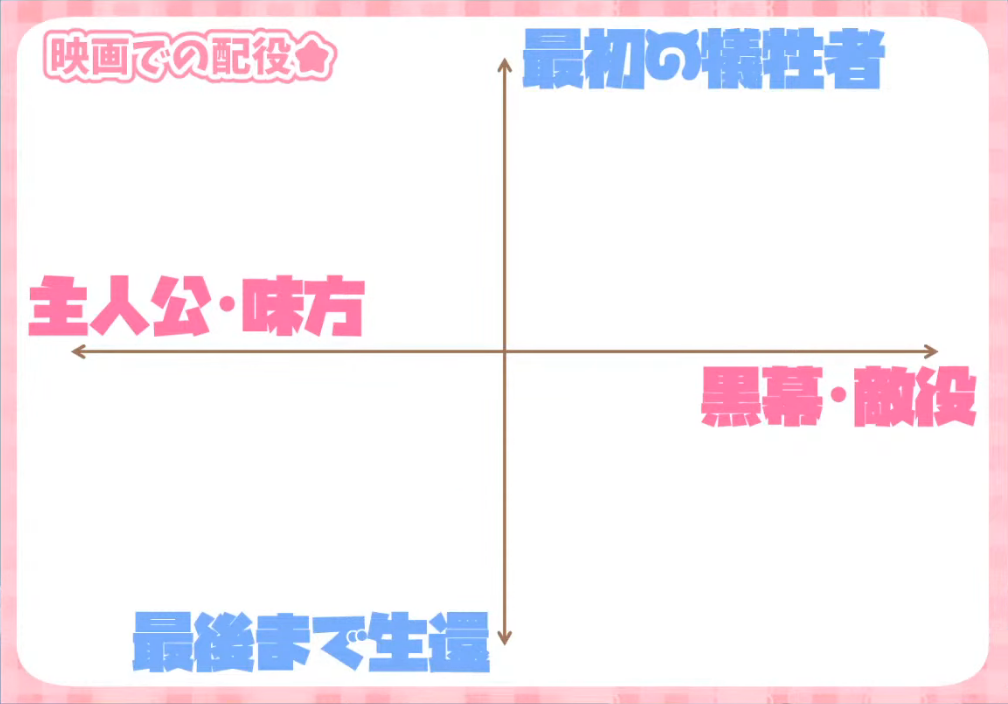 映画での配役★
最初の犠牲者
主人公・味方
黒幕・敵役
最後まで生還